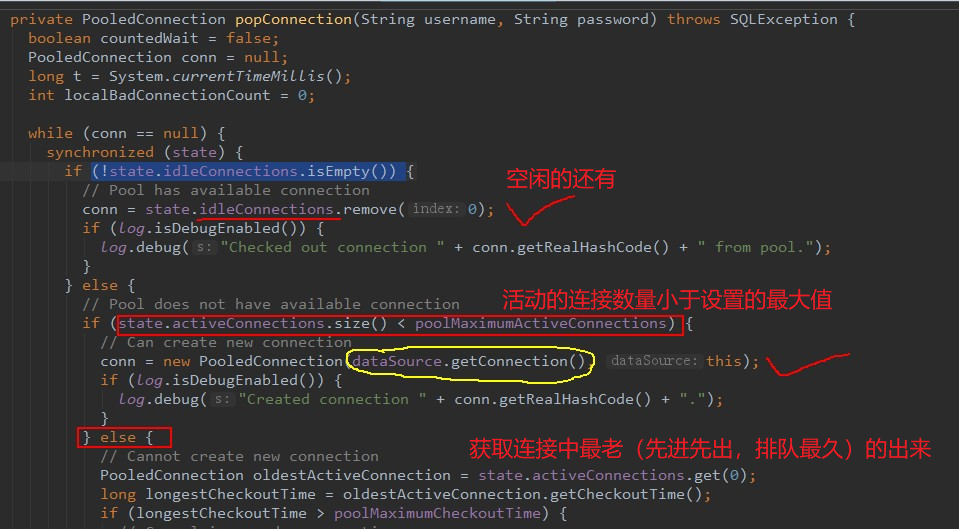 private PooledConnection popConnection(String username, String password) throws SQLException {
boolean countedWait = false;
PooledConnection conn = null;
long t = System.currentTimeMillis();
int localBadConnectionCount = 0;
while (conn == null) {
synchronized (state) {
if (!state.idleConnections.isEmpty()) {
// Pool has available connection
空闲的还有
conn = state.idleConnections.remove( index: 0);
if (log.isDebugEnabled()) {
log.debug( s: "Checked out connection " + conn.getRealHashCode() + " from pool.");
}
} else {
// Pool does not have available connection
活动的连接数量小于设置的最大值
if (state.activeConnections.size() < poolMaximumActiveConnections) {
// Can create new connection
conn = new PooledConnection(dataSource.getConnection(), dataSource: this);
if (log.isDebugEnabled()) {
log.debug( s: "Created connection " + conn.getRealHashCode() + ".");
}
} else {
获取连接中最老（先进先出，排队最久）的出来
// Cannot create new connection
PooledConnection oldestActiveConnection = state.activeConnections.get(0);
long longestCheckoutTime = oldestActiveConnection.getCheckoutTime();
if (longestCheckoutTime > poolMaximumCheckoutTime) {